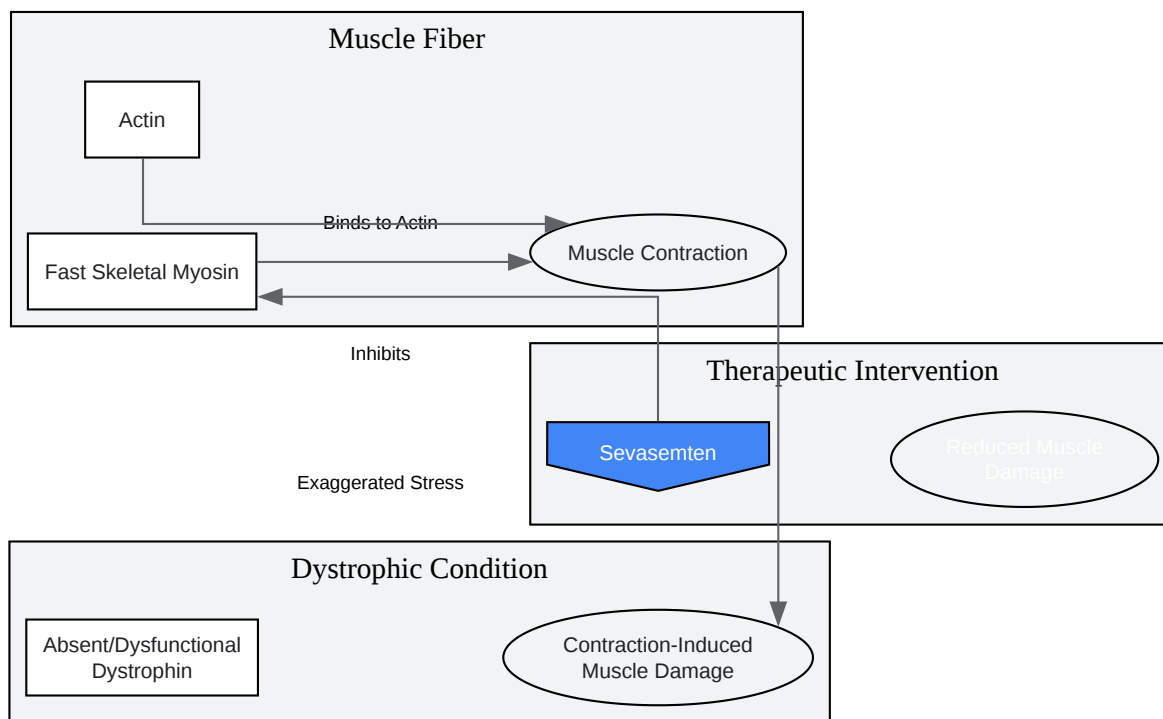 Muscle Fiber
Actin
Binds to Actin
Fast Skeletal Myosin
Muscle Contraction
Inhibits
Therapeutic Intervention
Sevasemten
Reduced Muscle
Damage
Exaggerated Stress
Dystrophic Condition
Absent/Dysfunctional
Dystrophin
Contraction-Induced
Muscle Damage